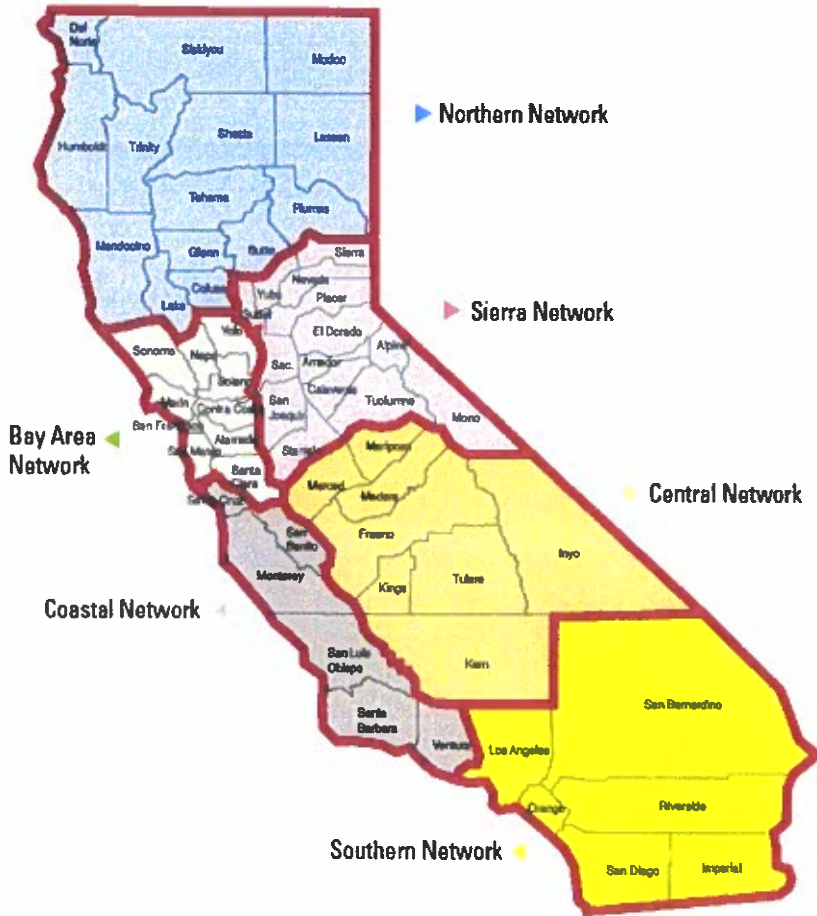 Del
Norte
Siskiyou
Modoc
Northern Network
Humboldt
Trinity
Shasta
Lassen
Tehama
Plumas
Mendocino
Glenn
Butte
Sierra
Lake
Colusa
Yuba
Nevada
Sutter
Placer
Sierra Network
Sonoma
Napa
Yolo
El Dorado
Alpine
Solano
Sac.
Amador
Calaveras
Tuolumne
Mono
Marin
Contra Costa
San
Joaquin
San Francisco
Alameda
Bay Area
Network
San Mateo
Stanislaus
Mariposa
Santa
Clara
Merced
Madera
Central Network
Santa Cruz
San
Benito
Fresno
Inyo
Monterey
Kings
Tulare
Coastal Network
San Luis
Obispo
Kern
Santa
Barbara
Ventura
Los Angeles
San Bernardino
Orange
Riverside
Southern Network
San Diego
Imperial